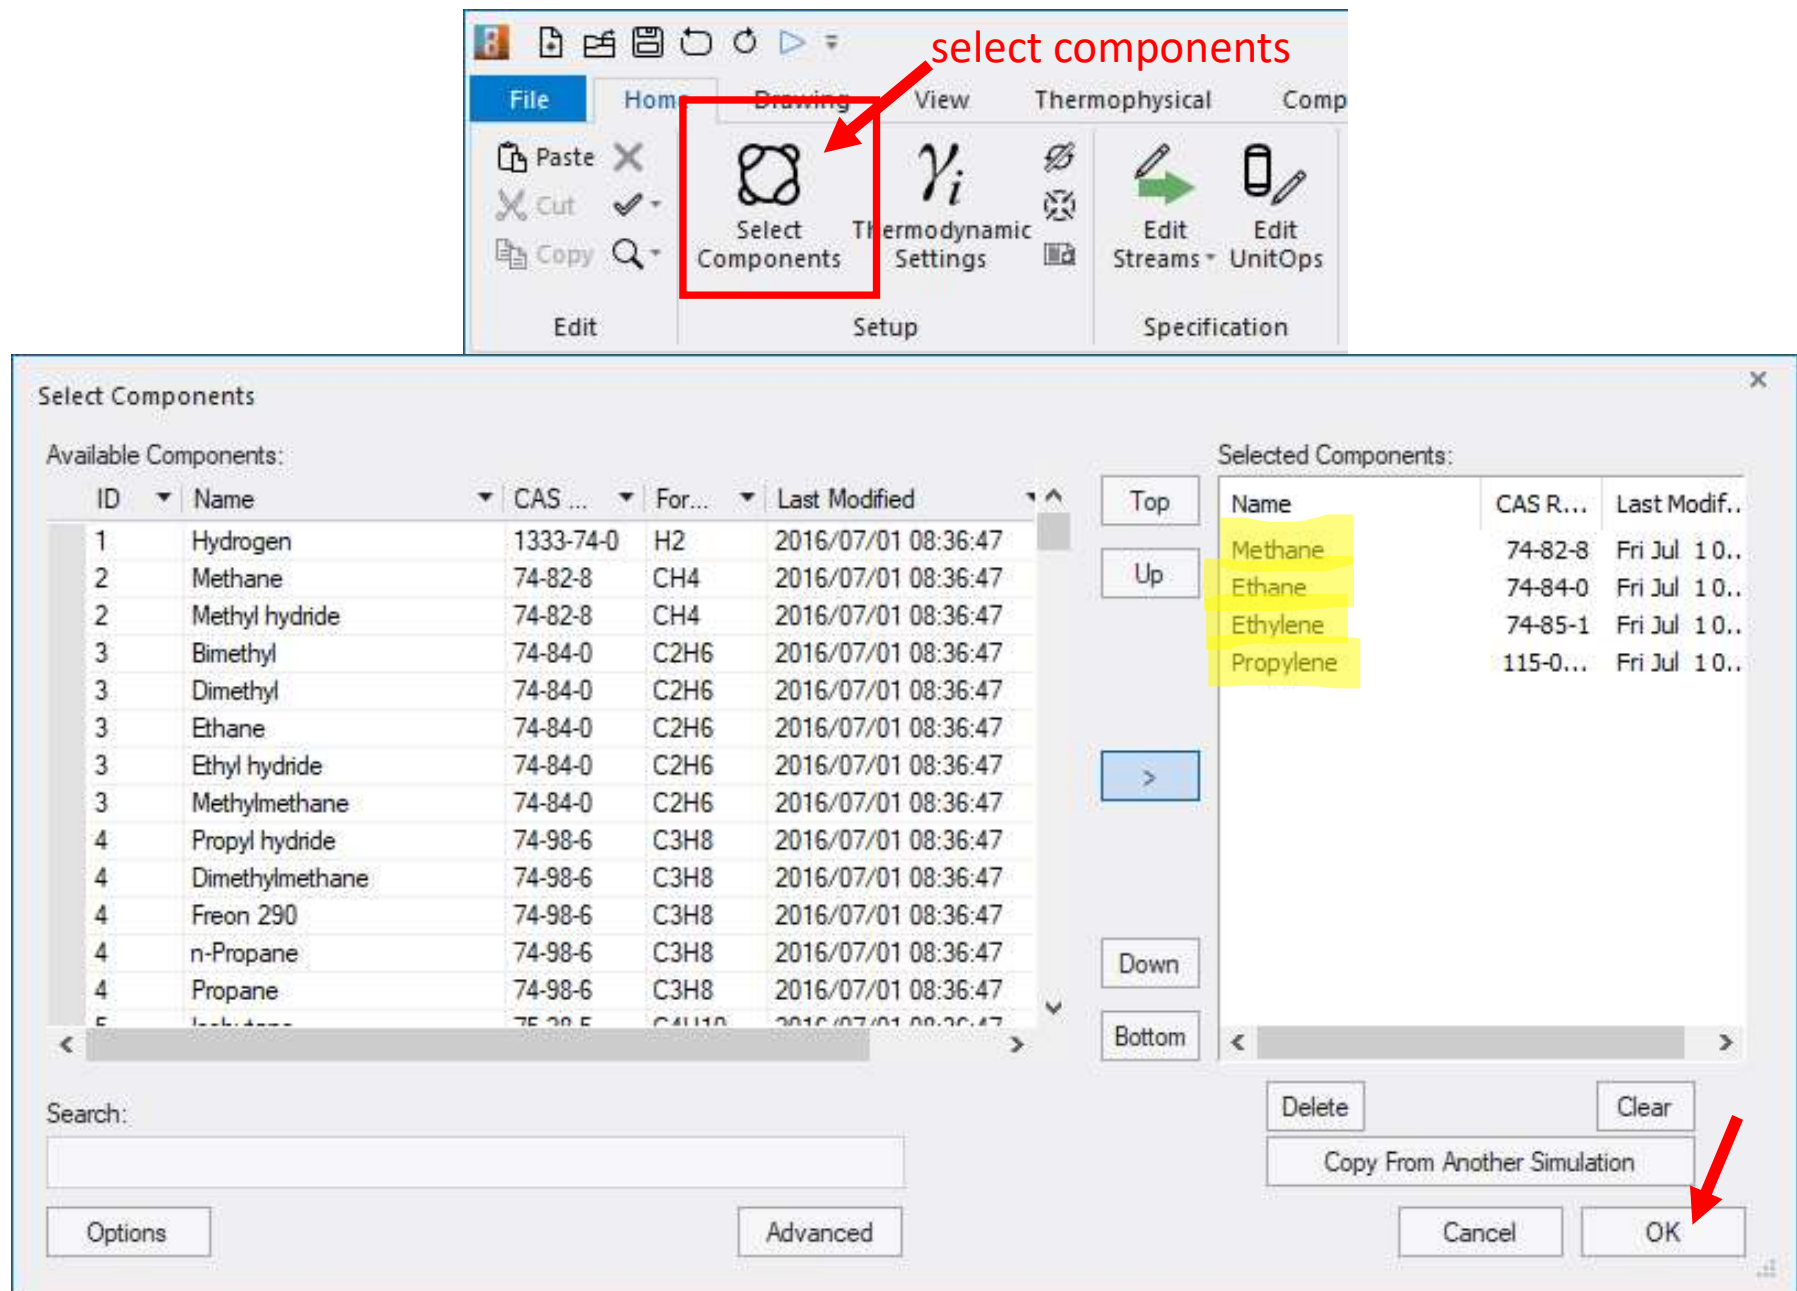 select components
File Home Drawing View Thermophysical Comp
Paste
Cut
Copy
Select Components
Thermodynamic Settings
Edit Streams
Edit UnitOps
Edit Setup Specification
Select Components
Available Components:
ID Name CAS ... For... Last Modified
1 Hydrogen 1333-74-0 H2 2016/07/01 08:36:47
2 Methane 74-82-8 CH4 2016/07/01 08:36:47
2 Methyl hydride 74-82-8 CH4 2016/07/01 08:36:47
3 Bimethyl 74-84-0 C2H6 2016/07/01 08:36:47
3 Dimethyl 74-84-0 C2H6 2016/07/01 08:36:47
3 Ethane 74-84-0 C2H6 2016/07/01 08:36:47
3 Ethyl hydride 74-84-0 C2H6 2016/07/01 08:36:47
3 Methylmethane 74-84-0 C2H6 2016/07/01 08:36:47
4 Propyl hydride 74-98-6 C3H8 2016/07/01 08:36:47
4 Dimethylmethane 74-98-6 C3H8 2016/07/01 08:36:47
4 Freon 290 74-98-6 C3H8 2016/07/01 08:36:47
4 n-Propane 74-98-6 C3H8 2016/07/01 08:36:47
4 Propane 74-98-6 C3H8 2016/07/01 08:36:47
Top
Up
>
Down
Bottom
Selected Components:
Name CAS R... Last Modif..
Methane 74-82-8 Fri Jul 1 0..
Ethane 74-84-0 Fri Jul 1 0..
Ethylene 74-85-1 Fri Jul 1 0..
Propylene 115-0... Fri Jul 1 0..
Delete Clear
Copy From Another Simulation
Search:
Options Advanced Cancel OK